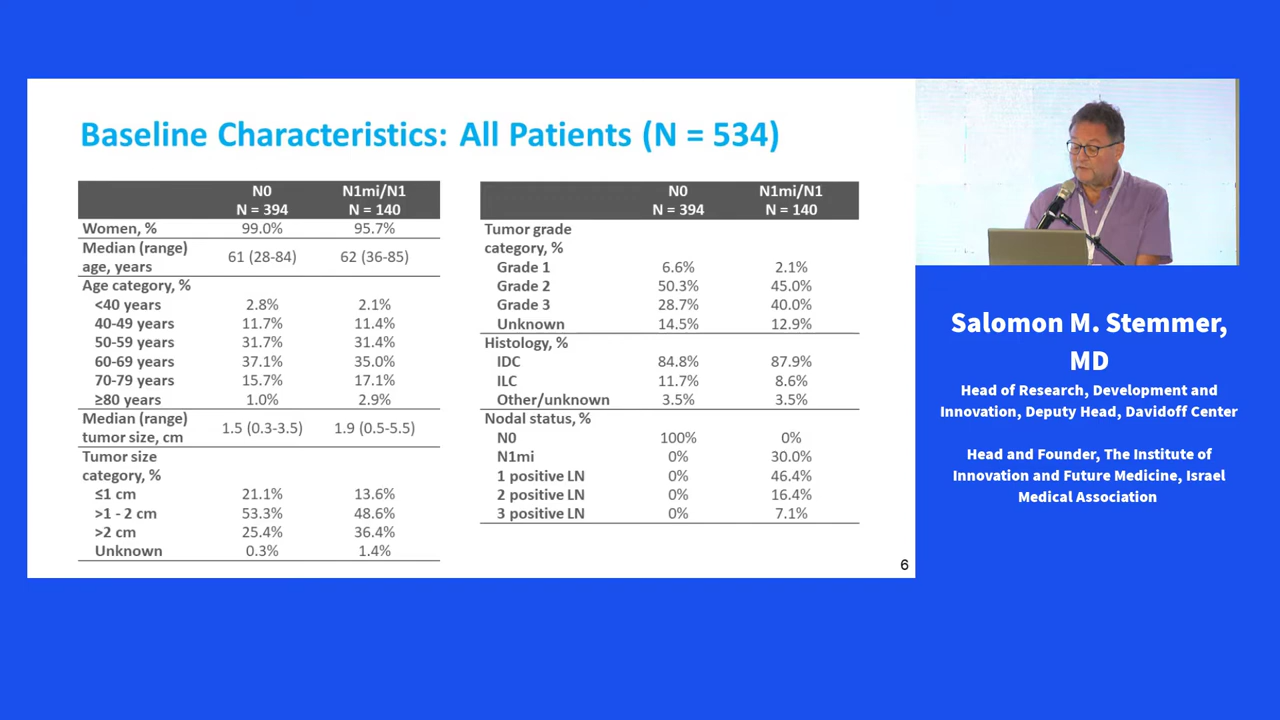 Baseline Characteristics: All Patients (N = 534)
N0 N1mi/N1
N = 394 N = 140
Women, % 99.0% 95.7%
Median (range)
age, years 61 (28-84) 62 (36-85)
Age category, %
<40 years 2.8% 2.1%
40-49 years 11.7% 11.4%
50-59 years 31.7% 31.4%
60-69 years 37.1% 35.0%
70-79 years 15.7% 17.1%
≥80 years 1.0% 2.9%
Median (range)
tumor size, cm 1.5 (0.3-3.5) 1.9 (0.5-5.5)
Tumor size
category, %
≤1 cm 21.1% 13.6%
>1 - 2 cm 53.3% 48.6%
>2 cm 25.4% 36.4%
Unknown 0.3% 1.4%
N0 N1mi/N1
N = 394 N = 140
Tumor grade
category, %
Grade 1 6.6% 2.1%
Grade 2 50.3% 45.0%
Grade 3 28.7% 40.0%
Unknown 14.5% 12.9%
Histology, %
IDC 84.8% 87.9%
ILC 11.7% 8.6%
Other/unknown 3.5% 3.5%
Nodal status, %
N0 100% 0%
N1mi 0% 30.0%
1 positive LN 0% 46.4%
2 positive LN 0% 16.4%
3 positive LN 0% 7.1%
6
Salomon M. Stemmer,
MD
Head of Research, Development and
Innovation, Deputy Head, Davidoff Center
Head and Founder, The Institute of
Innovation and Future Medicine, Israel
Medical Association